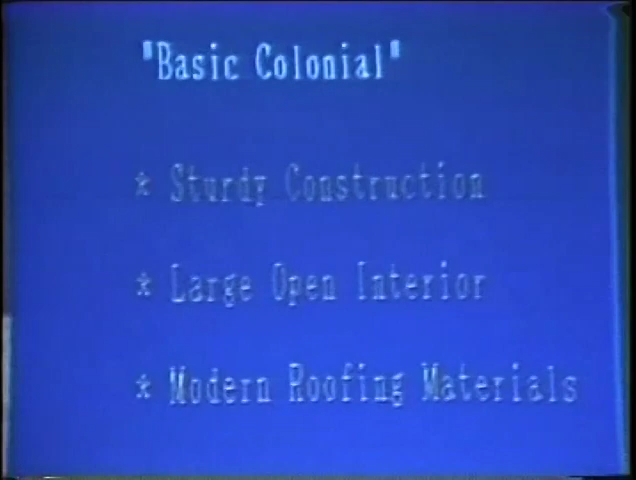 "Basic Colonial"
* Sturdy Construction
* Large Open Interior
* Modern Roofing Materials